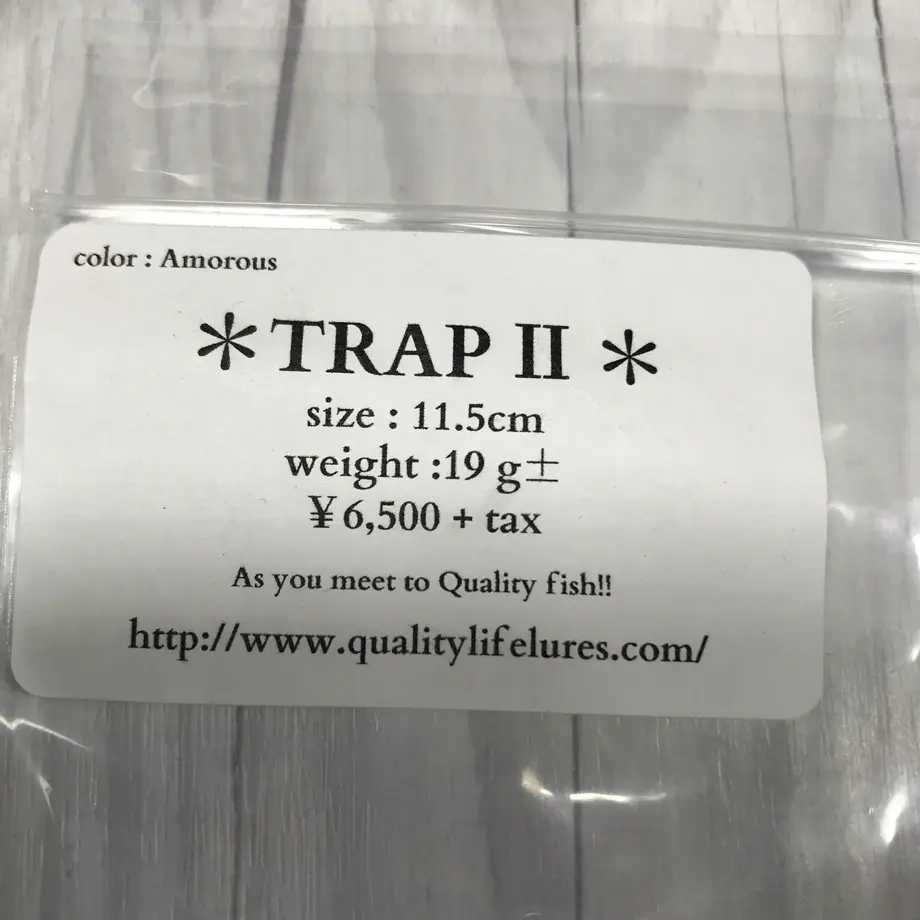 color : Amorous
＊TRAP II ＊
size : 11.5cm
weight :19 g±
¥6,500 + tax
As you meet to Quality fish!!
http://www.qualitylifelures.com/